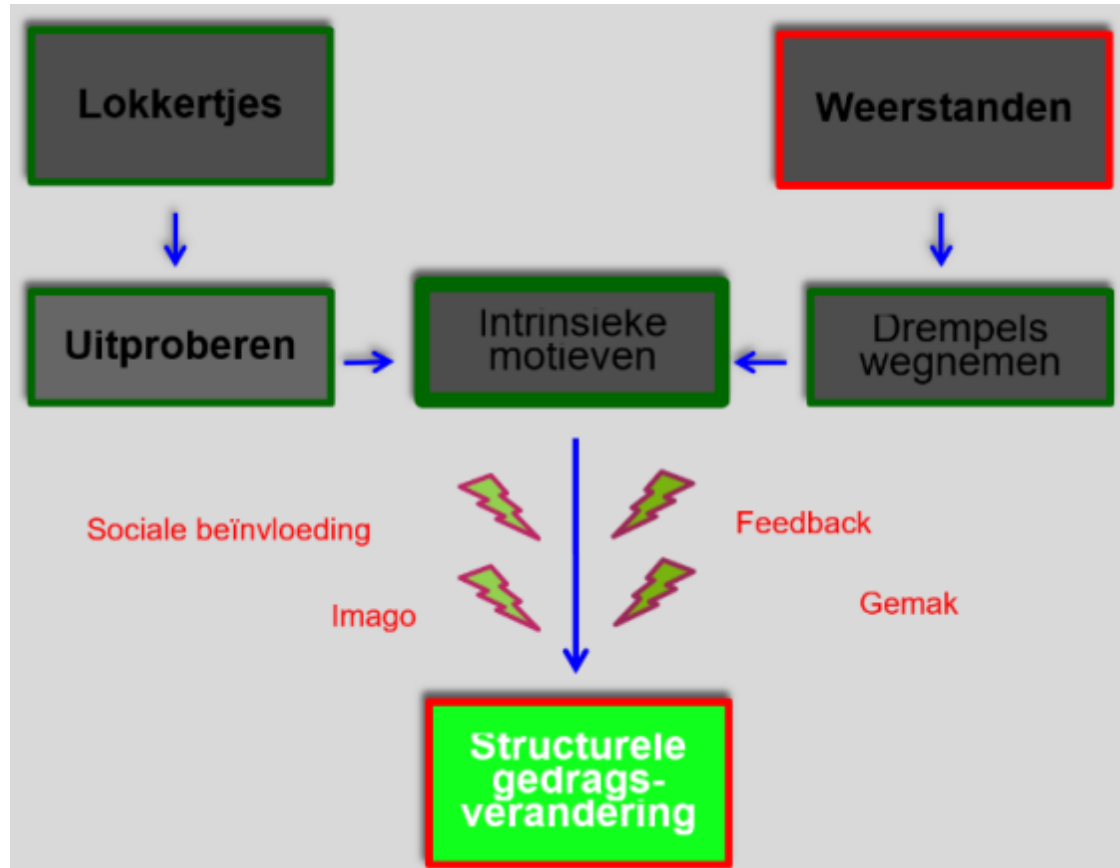 Lokkertjes
Weerstanden
Uitproberen
Intrinsieke
motieven
Drempels
wegnemen
Sociale beïnvloeding
Feedback
Imago
Gemak
Structurele
gedrags-
verandering